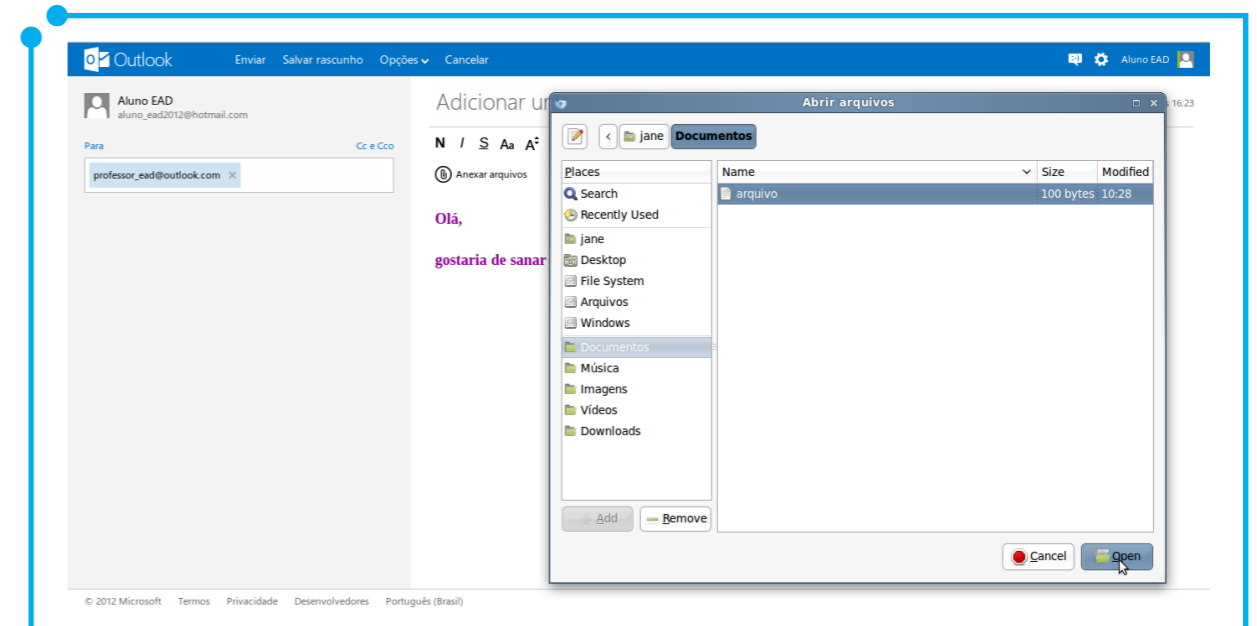 Outlook Enviar Salvar rascunho Opções Cancelar Aluno EAD
Aluno EAD
aluno_ead2012@hotmail.com
Para Cc e Cco
professor_ead@outlook.com ×
Adicionar
16:23
N I S Aa A
Anexar arquivos
Olá,
gostaria de sanar
Abrir arquivos
jane Documentos
Places
Search
Recently Used
jane
Desktop
File System
Arquivos
Windows
Documentos
Música
Imagens
Vídeos
Downloads
Add Remove
Name Size Modified
arquivo 100 bytes 10:28
Cancel Open
© 2012 Microsoft Termos Privacidade Desenvolvedores Português (Brasil)